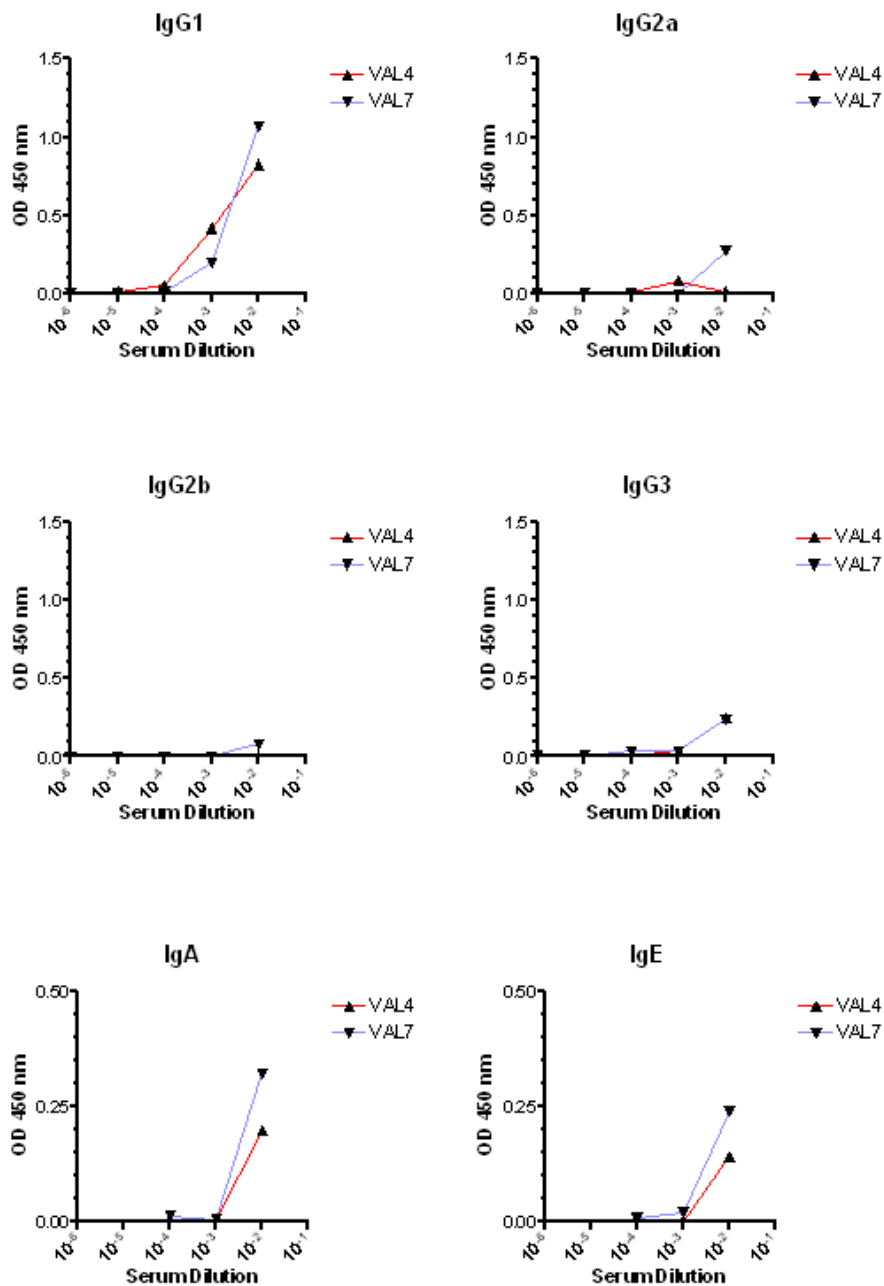 IgG1
1.5
1.0
0.5
0.0
OD 450 nm
10⁻⁶ 10⁻⁵ 10⁻⁴ 10⁻³ 10⁻² 10⁻¹
Serum Dilution
VAL4
VAL7
IgG2a
1.5
1.0
0.5
0.0
OD 450 nm
10⁻⁶ 10⁻⁵ 10⁻⁴ 10⁻³ 10⁻² 10⁻¹
Serum Dilution
VAL4
VAL7
IgG2b
1.5
1.0
0.5
0.0
OD 450 nm
10⁻⁶ 10⁻⁵ 10⁻⁴ 10⁻³ 10⁻² 10⁻¹
Serum Dilution
VAL4
VAL7
IgG3
1.5
1.0
0.5
0.0
OD 450 nm
10⁻⁶ 10⁻⁵ 10⁻⁴ 10⁻³ 10⁻² 10⁻¹
Serum Dilution
VAL4
VAL7
IgA
0.50
0.25
0.00
OD 450 nm
10⁻⁶ 10⁻⁵ 10⁻⁴ 10⁻³ 10⁻² 10⁻¹
Serum Dilution
VAL4
VAL7
IgE
0.50
0.25
0.00
OD 450 nm
10⁻⁶ 10⁻⁵ 10⁻⁴ 10⁻³ 10⁻² 10⁻¹
Serum Dilution
VAL4
VAL7